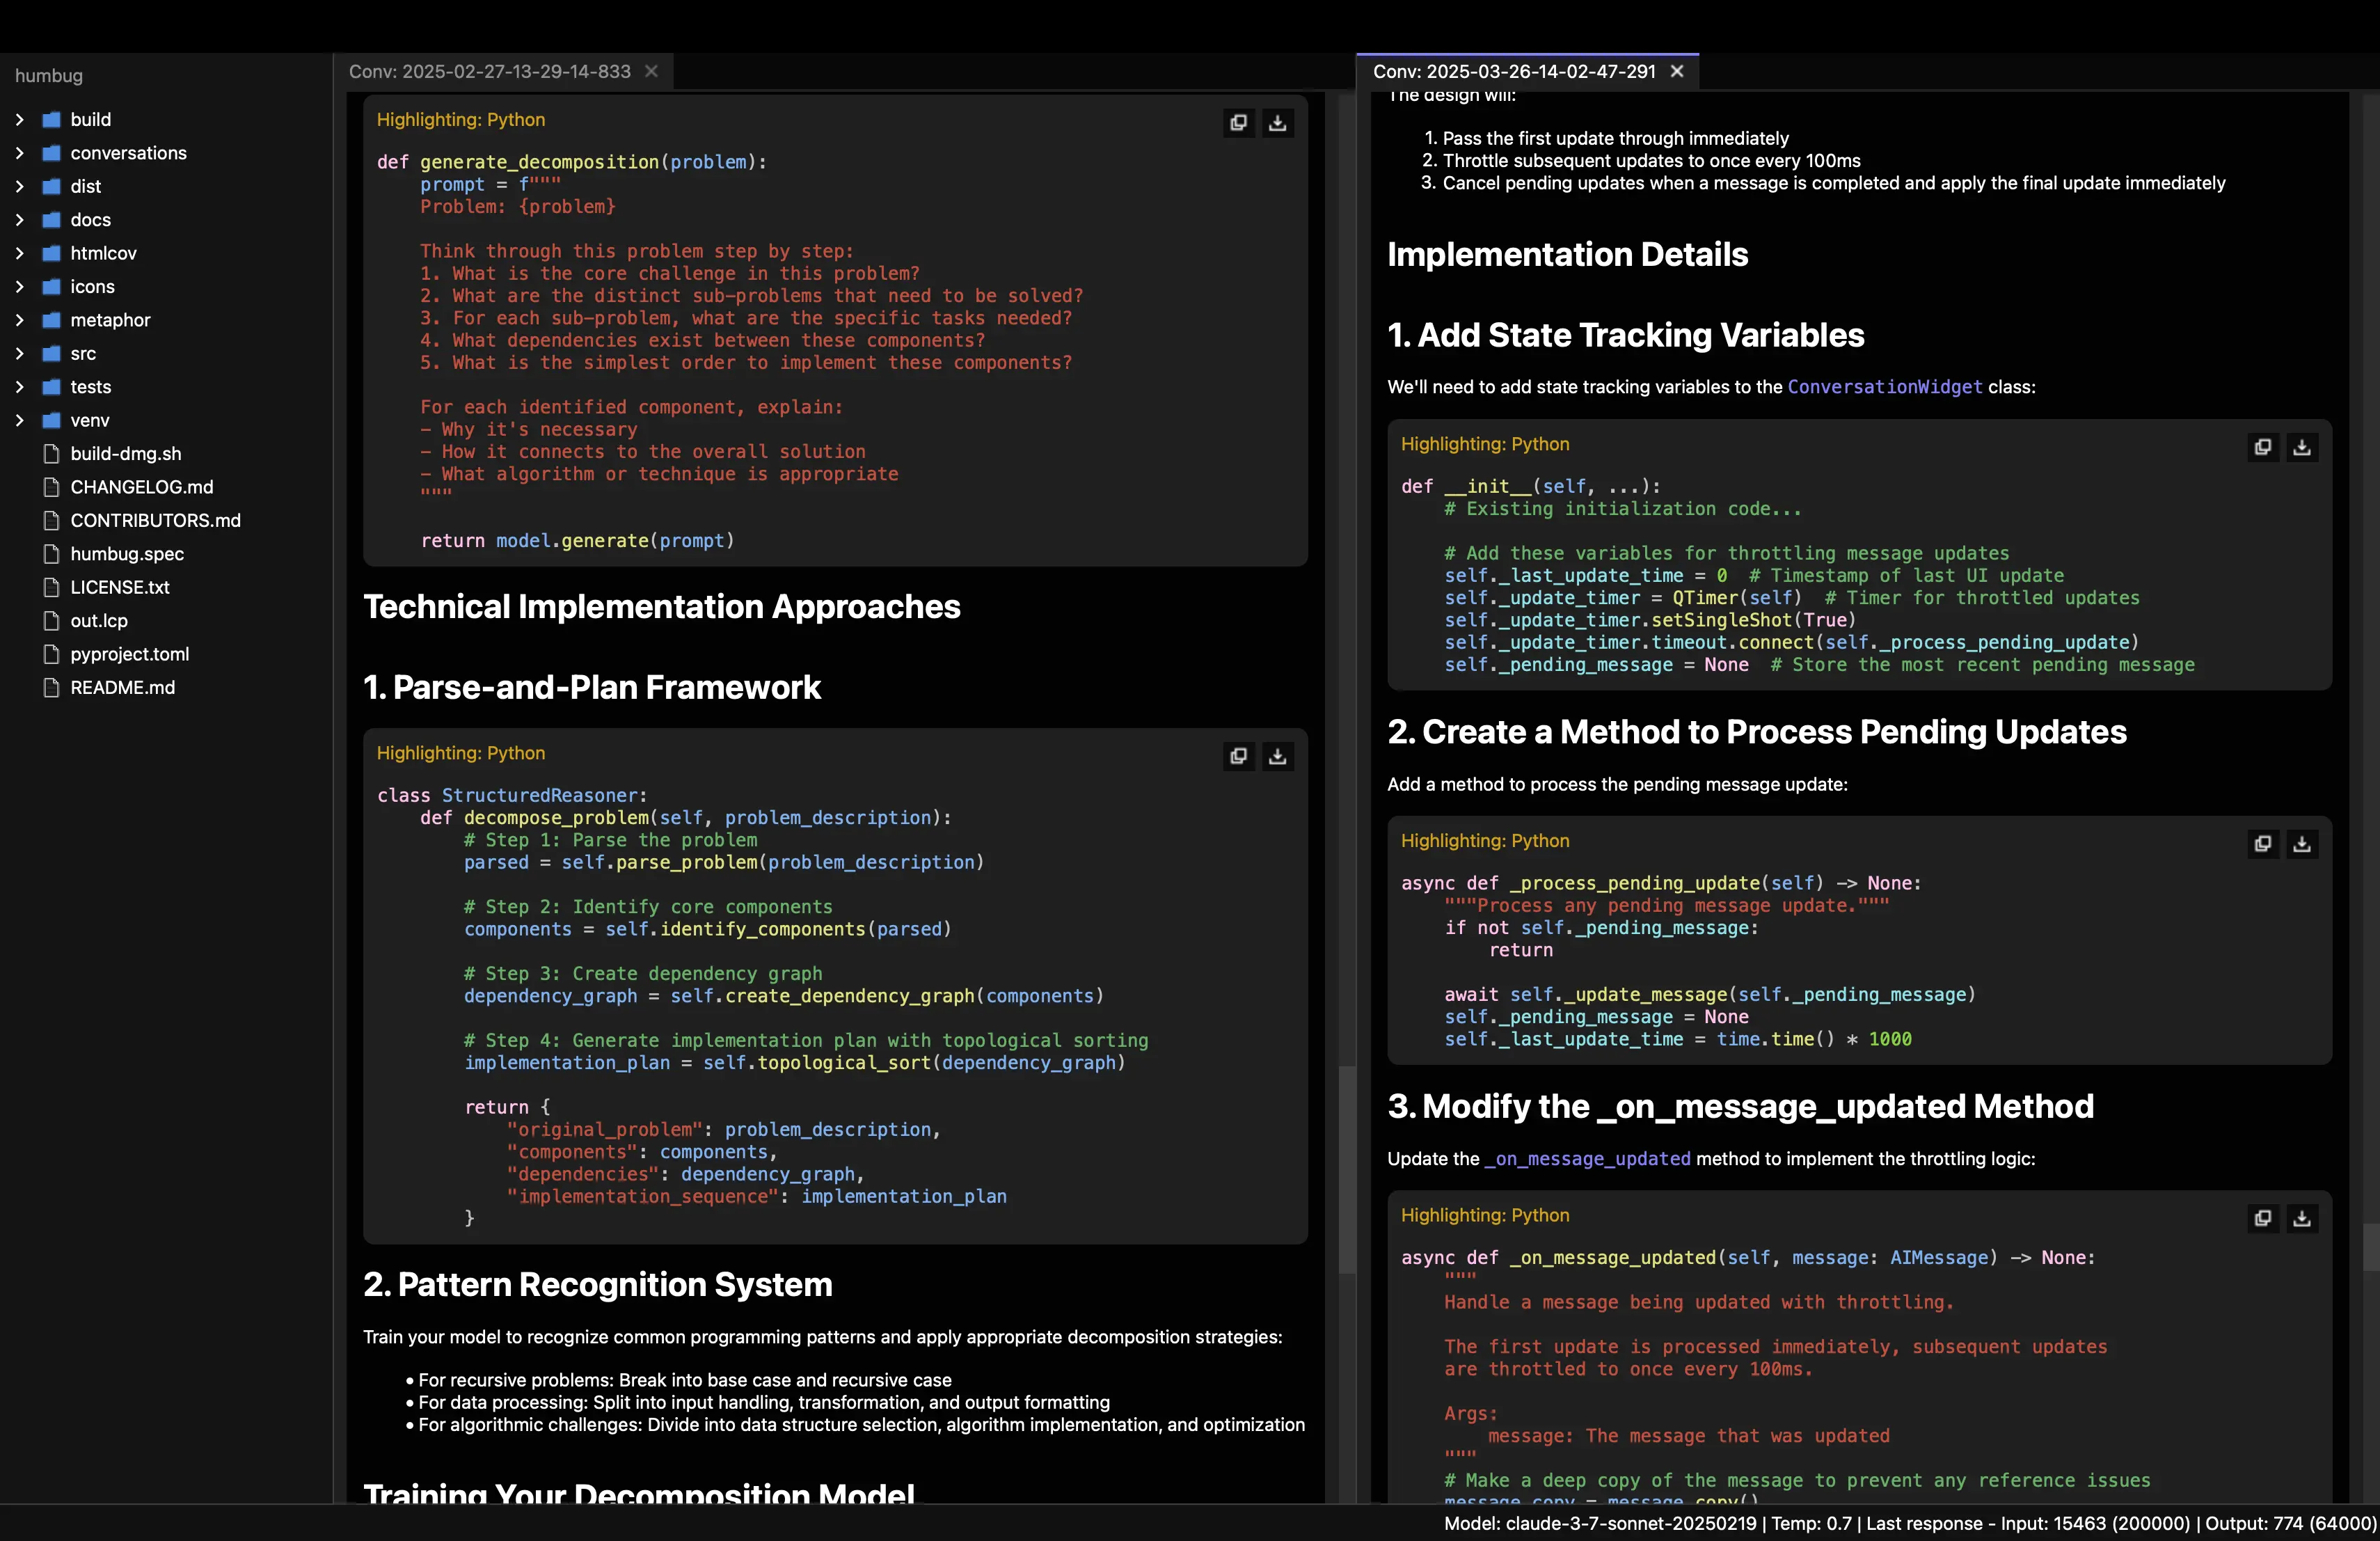 humbug
build
conversations
dist
docs
htmlcov
icons
metaphor
src
tests
venv
build-dmg.sh
CHANGELOG.md
CONTRIBUTORS.md
humbug.spec
LICENSE.txt
out.lcp
pyproject.toml
README.md
Conv: 2025-02-27-13-29-14-833
Highlighting: Python
def generate_decomposition(problem):
    prompt = f"""
    Problem: {problem}

    Think through this problem step by step:
    1. What is the core challenge in this problem?
    2. What are the distinct sub-problems that need to be solved?
    3. For each sub-problem, what are the specific tasks needed?
    4. What dependencies exist between these components?
    5. What is the simplest order to implement these components?

    For each identified component, explain:
    - Why it's necessary
    - How it connects to the overall solution
    - What algorithm or technique is appropriate
    """

    return model.generate(prompt)
Technical Implementation Approaches
1. Parse-and-Plan Framework
Highlighting: Python
class StructuredReasoner:
    def decompose_problem(self, problem_description):
        # Step 1: Parse the problem
        parsed = self.parse_problem(problem_description)

        # Step 2: Identify core components
        components = self.identify_components(parsed)

        # Step 3: Create dependency graph
        dependency_graph = self.create_dependency_graph(components)

        # Step 4: Generate implementation plan with topological sorting
        implementation_plan = self.topological_sort(dependency_graph)

        return {
            "original_problem": problem_description,
            "components": components,
            "dependencies": dependency_graph,
            "implementation_sequence": implementation_plan
        }
2. Pattern Recognition System
Train your model to recognize common programming patterns and apply appropriate decomposition strategies:
• For recursive problems: Break into base case and recursive case
• For data processing: Split into input handling, transformation, and output formatting
• For algorithmic challenges: Divide into data structure selection, algorithm implementation, and optimization
Training Your Decomposition Model
Conv: 2025-03-26-14-02-47-291
The design will:
1. Pass the first update through immediately
2. Throttle subsequent updates to once every 100ms
3. Cancel pending updates when a message is completed and apply the final update immediately
Implementation Details
1. Add State Tracking Variables
We'll need to add state tracking variables to the ConversationWidget class:
Highlighting: Python
def __init__(self, ...):
    # Existing initialization code...

    # Add these variables for throttling message updates
    self._last_update_time = 0  # Timestamp of last UI update
    self._update_timer = QTimer(self)  # Timer for throttled updates
    self._update_timer.setSingleShot(True)
    self._update_timer.timeout.connect(self._process_pending_update)
    self._pending_message = None  # Store the most recent pending message
2. Create a Method to Process Pending Updates
Add a method to process the pending message update:
Highlighting: Python
async def _process_pending_update(self) -> None:
    """Process any pending message update."""
    if not self._pending_message:
        return

    await self._update_message(self._pending_message)
    self._pending_message = None
    self._last_update_time = time.time() * 1000
3. Modify the _on_message_updated Method
Update the _on_message_updated method to implement the throttling logic:
Highlighting: Python
async def _on_message_updated(self, message: AIMessage) -> None:
    """
    Handle a message being updated with throttling.

    The first update is processed immediately, subsequent updates
    are throttled to once every 100ms.

    Args:
        message: The message that was updated
    """
    # Make a deep copy of the message to prevent any reference issues
    message_copy = message.copy()
Model: claude-3-7-sonnet-20250219 | Temp: 0.7 | Last response - Input: 15463 (200000) | Output: 774 (64000)